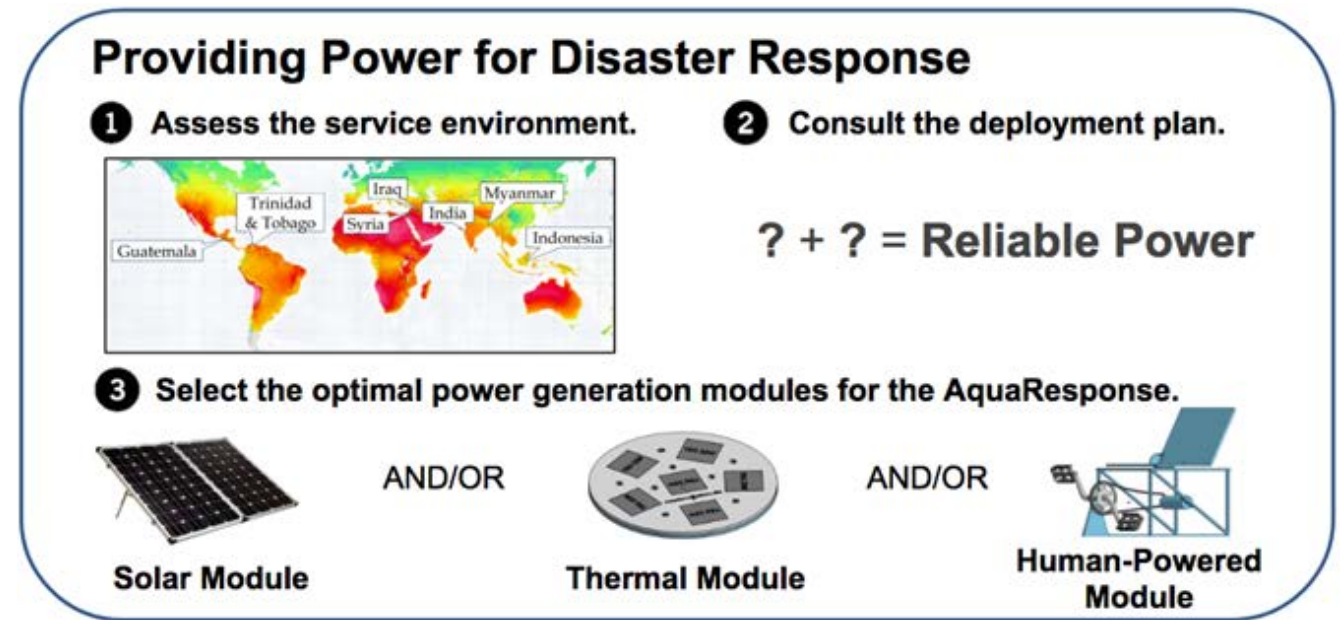 Providing Power for Disaster Response
1 Assess the service environment.
2 Consult the deployment plan.
Iraq
Myanmar
Trinidad
& Tobago
Syria
India
Guatemala
Indonesia
? + ? = Reliable Power
3 Select the optimal power generation modules for the AquaResponse.
AND/OR
AND/OR
Solar Module
Thermal Module
Human-Powered
Module